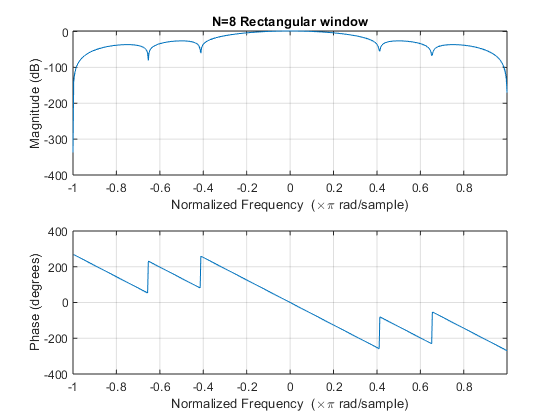 N=8 Rectangular window
0
-100
-200
-300
-400
Magnitude (dB)
-1 -0.8 -0.6 -0.4 -0.2 0 0.2 0.4 0.6 0.8
Normalized Frequency (×π rad/sample)
400
200
0
-200
-400
Phase (degrees)
-1 -0.8 -0.6 -0.4 -0.2 0 0.2 0.4 0.6 0.8
Normalized Frequency (×π rad/sample)